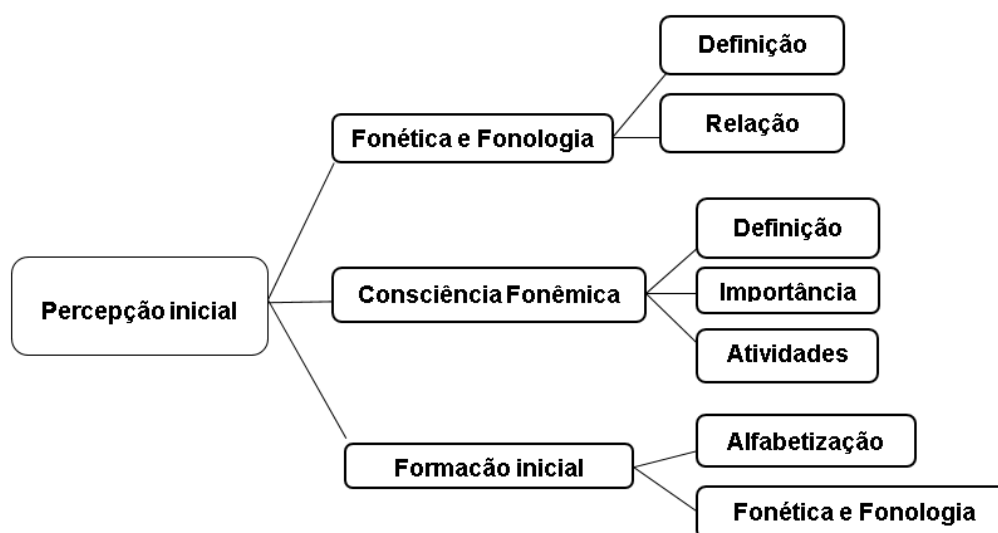 Definição
Fonética e Fonologia
Relação
Definição
Percepção inicial
Consciência Fonêmica
Importância
Atividades
Alfabetização
Formacão inicial
Fonética e Fonologia